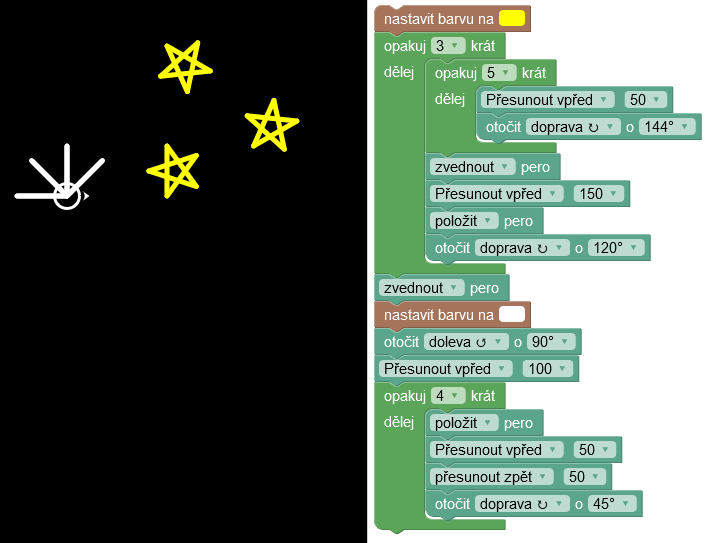 nastavit barvu na
opakuj 3 krát
dělej opakuj 5 krát
dělej Přesunout vpřed 50
otočit doprava ↻ o 144°
zvednout pero
Přesunout vpřed 150
položit pero
otočit doprava ↻ o 120°
zvednout pero
nastavit barvu na
otočit doleva ↺ o 90°
Přesunout vpřed 100
opakuj 4 krát
dělej položit pero
Přesunout vpřed 50
přesunout zpět 50
otočit doprava ↻ o 45°